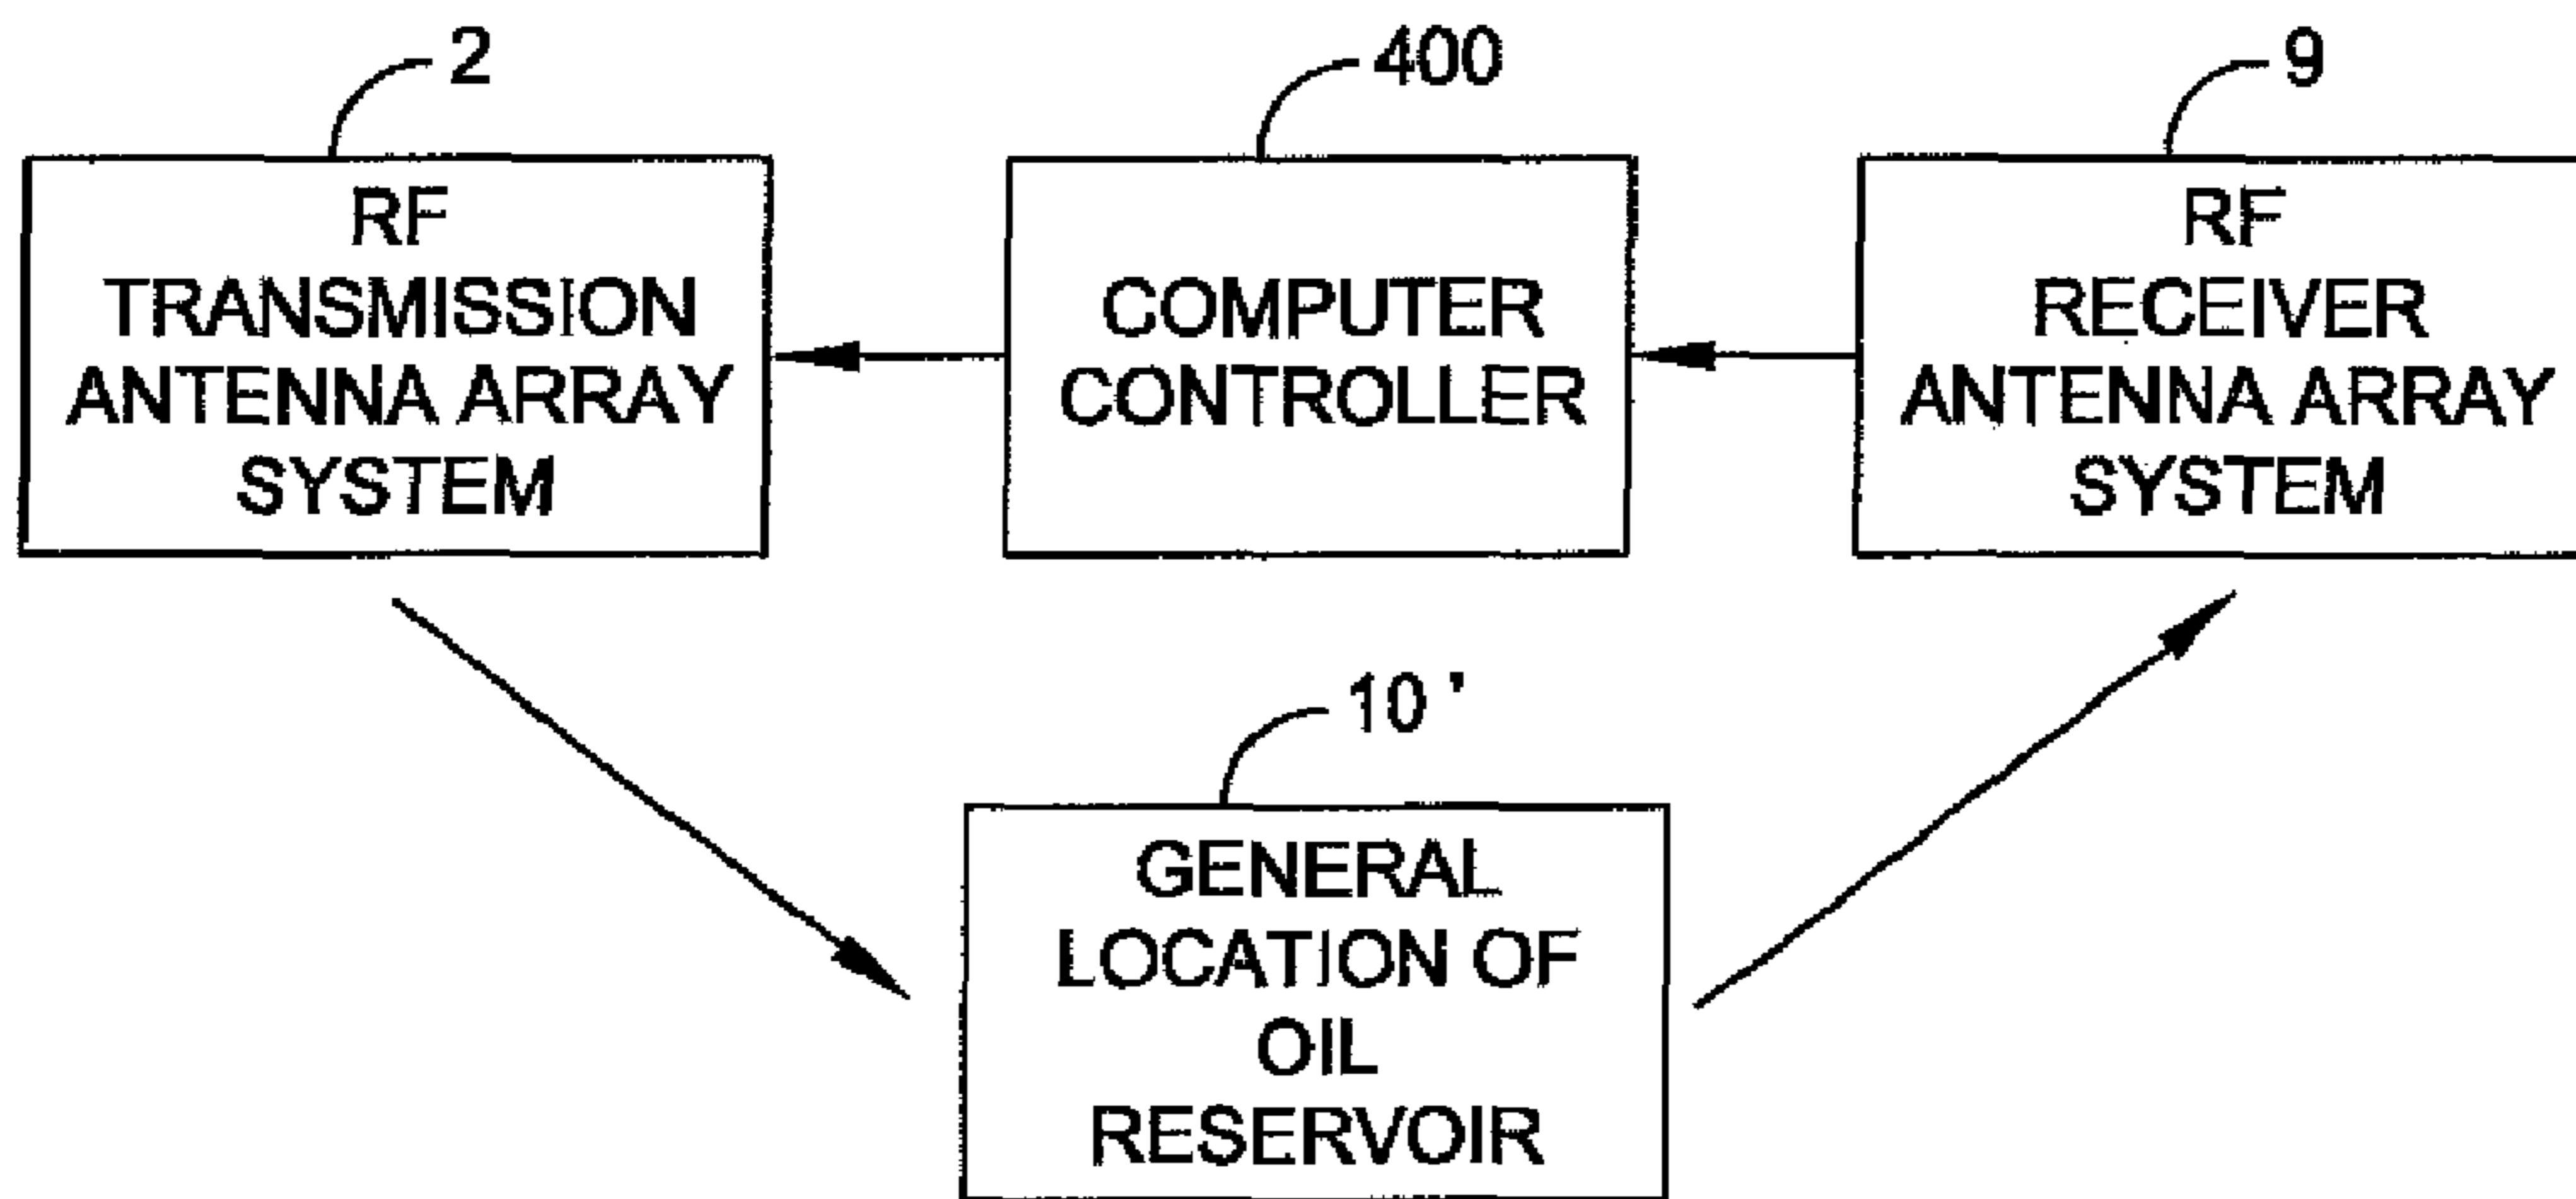 2
400
9
RF
TRANSMISSION
ANTENNA ARRAY
SYSTEM
COMPUTER
CONTROLLER
RF
RECEIVER
ANTENNA ARRAY
SYSTEM
10'
GENERAL
LOCATION OF
OIL
RESERVOIR